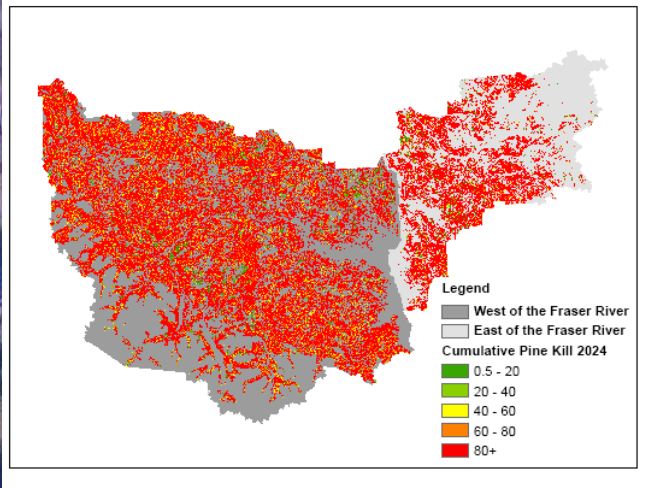 Legend
West of the Fraser River
East of the Fraser River
Cumulative Pine Kill 2024
0.5 - 20
20 - 40
40 - 60
60 - 80
80+